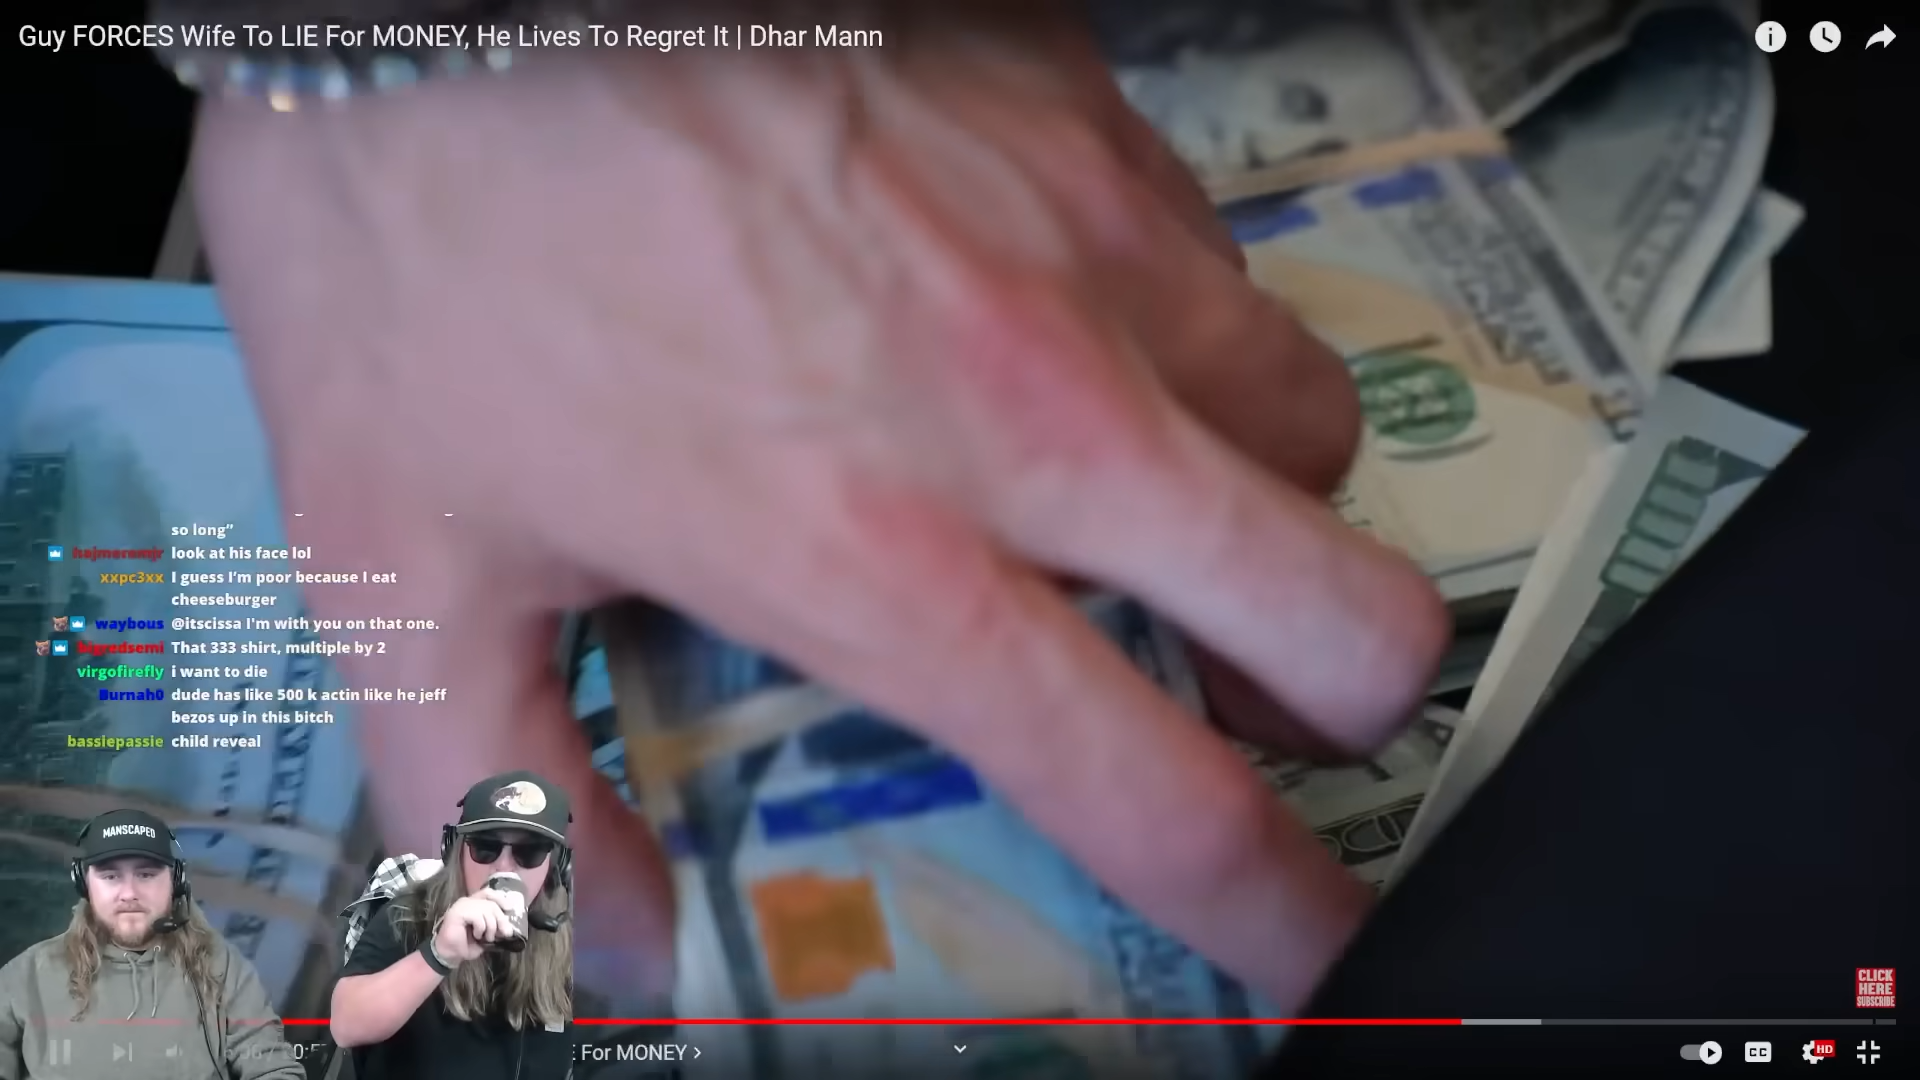 Guy FORCES Wife To LIE For MONEY, He Lives To Regret It | Dhar Mann
so long”
itsjmeromjr look at his face lol
xxpc3xx I guess I’m poor because I eat
cheeseburger
waybous @itscissa I'm with you on that one.
bigredsemi That 333 shirt, multiple by 2
virgofirefly i want to die
Burnah0 dude has like 500 k actin like he jeff
bezos up in this bitch
bassiepassie child reveal
MANSCAPED
CLICK
HERE
SUBSCRIBE
For MONEY
CC
HD